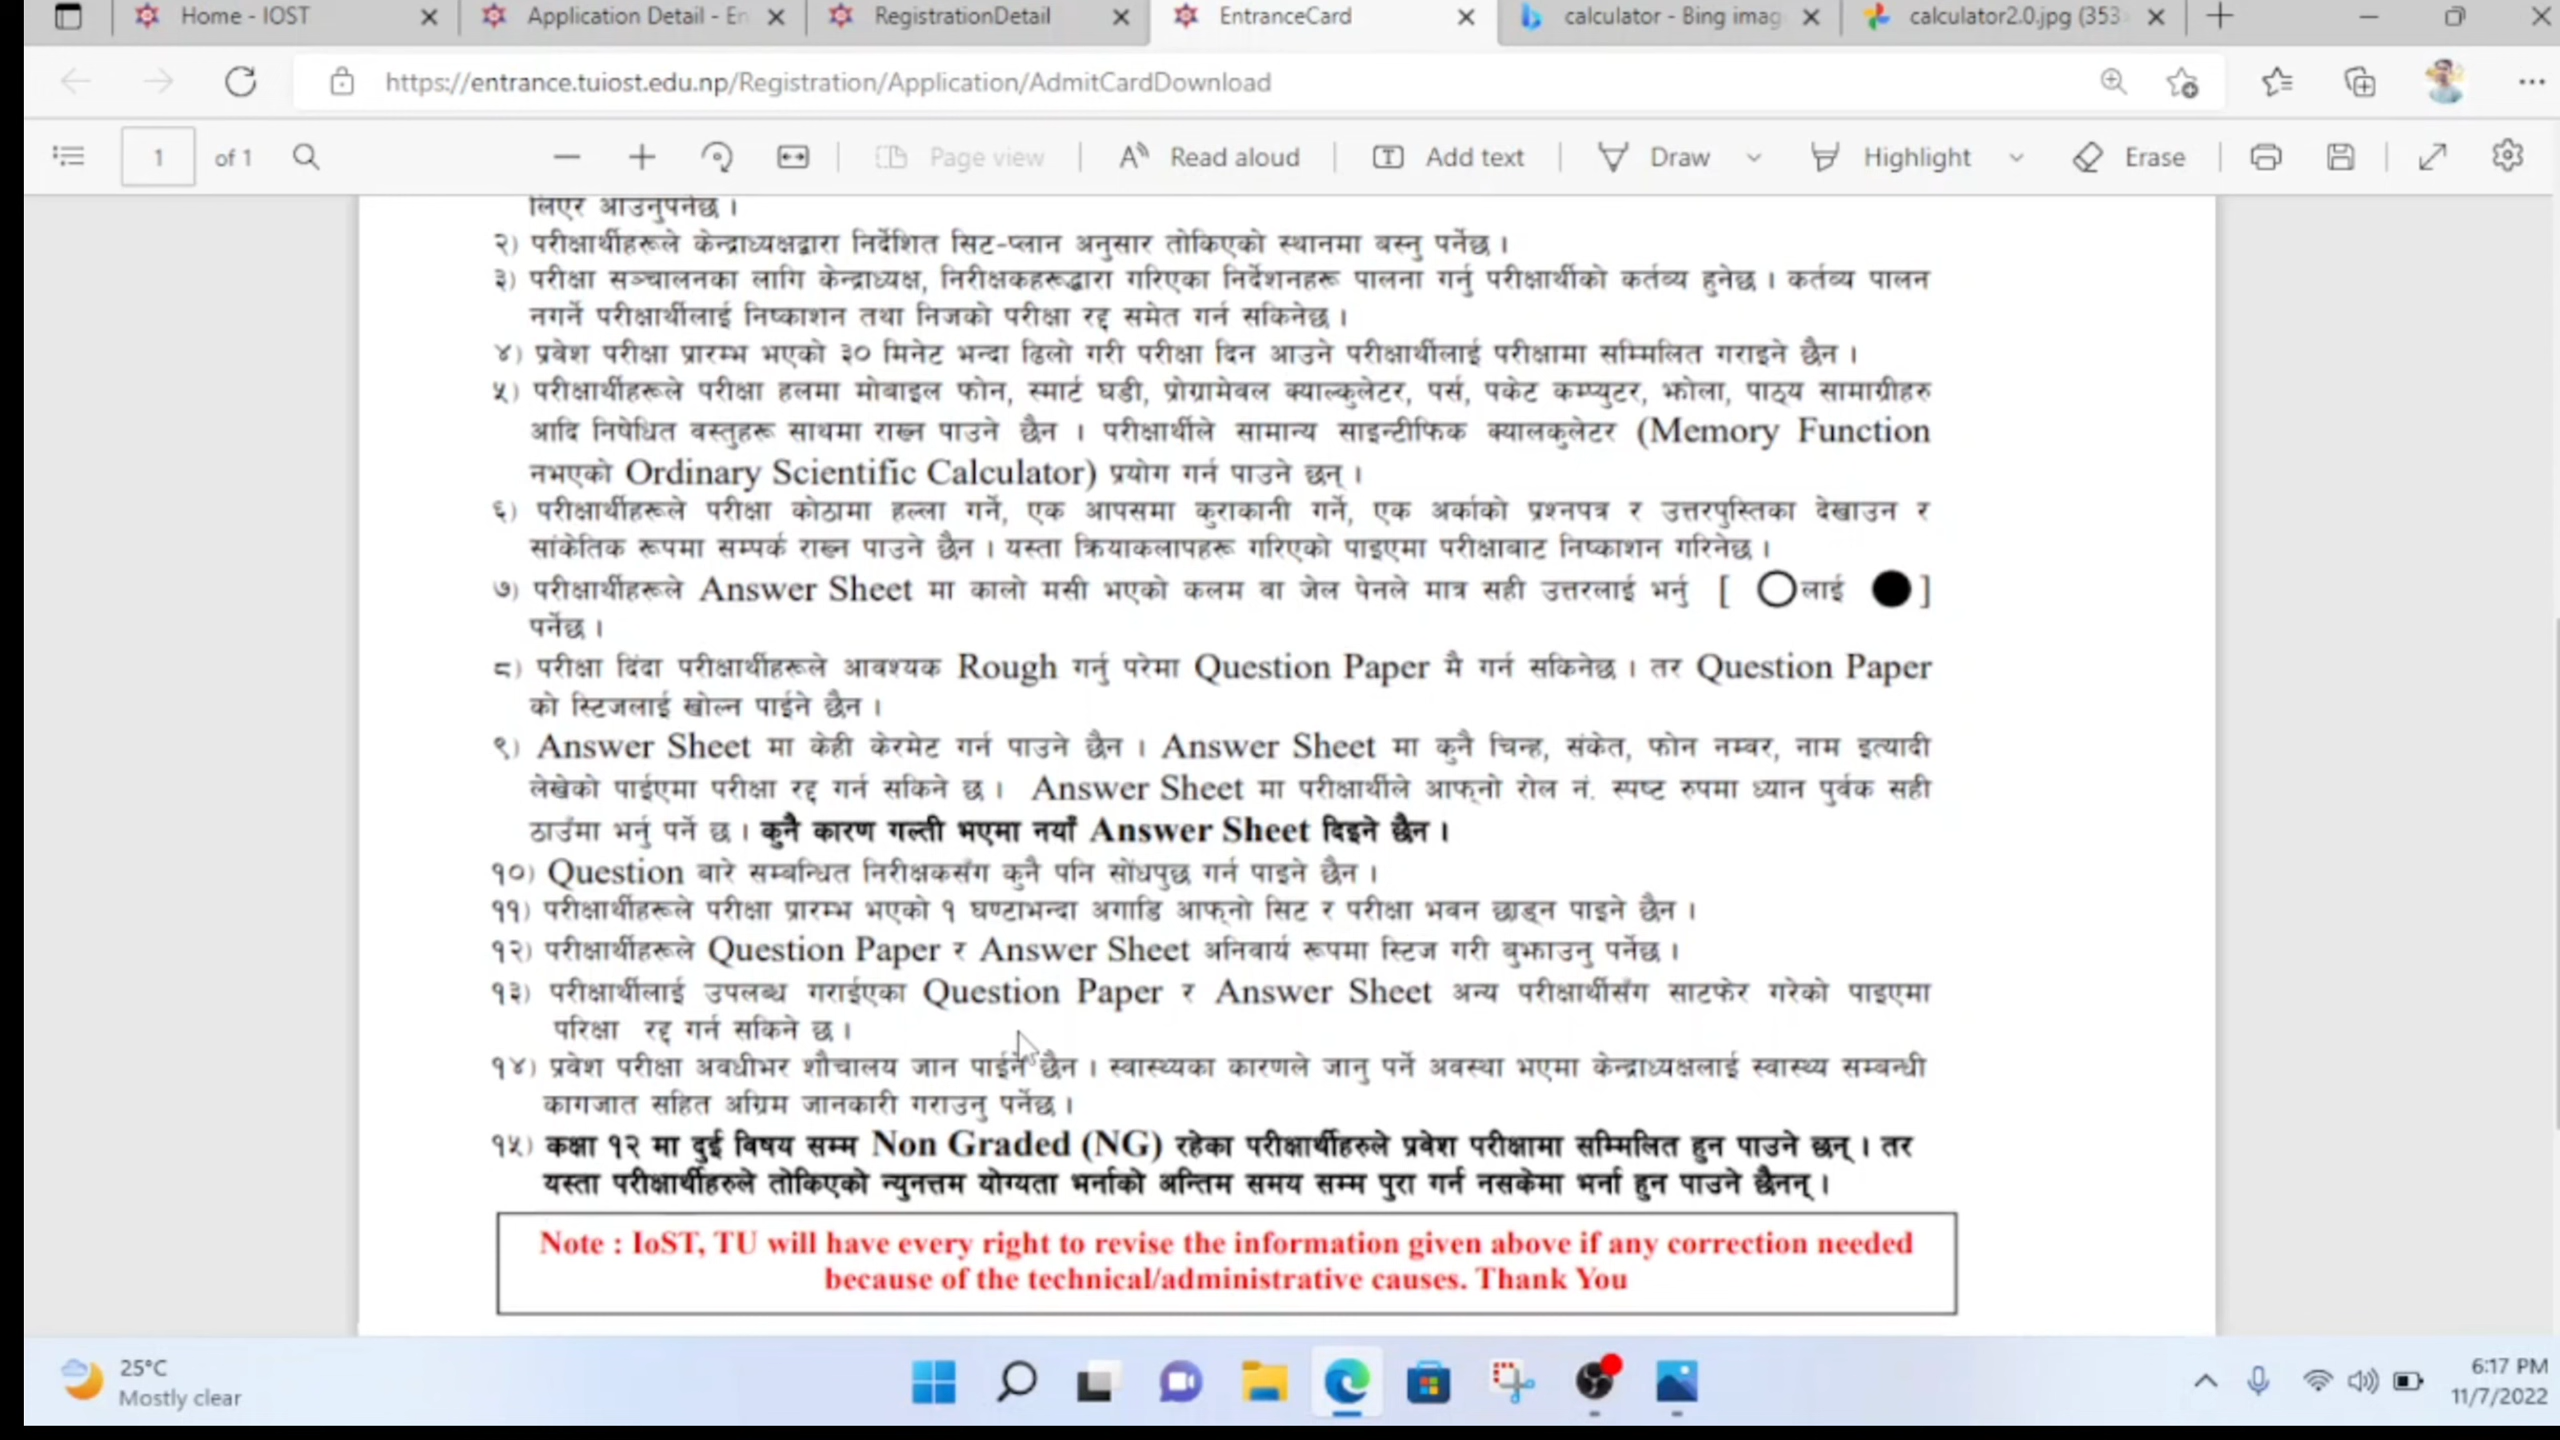 Home - IOST
Application Detail - En
RegistrationDetail
EntranceCard
calculator - Bing imag
calculator2.0.jpg (353
https://entrance.tuiost.edu.np/Registration/Application/AdmitCardDownload
1 of 1 Page view Read aloud Add text Draw Highlight Erase
लिएर आउनुपर्नेछ ।
२) परीक्षार्थीहरूले केन्द्राध्यक्षद्वारा निर्देशित सिट-प्लान अनुसार तोकिएको स्थानमा बस्नु पर्नेछ ।
३) परीक्षा सञ्चालनका लागि केन्द्राध्यक्ष, निरीक्षकहरूद्धारा गरिएका निर्देशनहरू पालना गर्नु परीक्षार्थीको कर्तव्य हुनेछ । कर्तव्य पालन
नगर्ने परीक्षार्थीलाई निष्काशन तथा निजको परीक्षा रद्द समेत गर्न सकिनेछ ।
४) प्रवेश परीक्षा प्रारम्भ भएको ३० मिनेट भन्दा ढिलो गरी परीक्षा दिन आउने परीक्षार्थीलाई परीक्षामा सम्मिलित गराइने छैन ।
५) परीक्षार्थीहरूले परीक्षा हलमा मोबाइल फोन, स्मार्ट घडी, प्रोग्रामेवल क्याल्कुलेटर, पर्स, पकेट कम्प्युटर, झोला, पाठ्य सामाग्रीहरु
आदि निषेधित वस्तुहरू साथमा राख्न पाउने छैन । परीक्षार्थीले सामान्य साइन्टीफिक क्यालकुलेटर (Memory Function
नभएको Ordinary Scientific Calculator) प्रयोग गर्न पाउने छन् ।
६) परीक्षार्थीहरूले परीक्षा कोठामा हल्ला गर्ने, एक आपसमा कुराकानी गर्ने, एक अर्काको प्रश्नपत्र र उत्तरपुस्तिका देखाउन र
सांकेतिक रूपमा सम्पर्क राख्न पाउने छैन । यस्ता क्रियाकलापहरू गरिएको पाइएमा परीक्षाबाट निष्काशन गरिनेछ ।
७) परीक्षार्थीहरूले Answer Sheet मा कालो मसी भएको कलम वा जेल पेनले मात्र सही उत्तरलाई भर्नु [ ◯लाई ● ]
पर्नेछ ।
८) परीक्षा दिंदा परीक्षार्थीहरूले आवश्यक Rough गर्नु परेमा Question Paper मै गर्न सकिनेछ । तर Question Paper
को स्टिजलाई खोल्न पाईने छैन ।
९) Answer Sheet मा केही केरमेट गर्न पाउने छैन । Answer Sheet मा कुनै चिन्ह, संकेत, फोन नम्वर, नाम इत्यादी
लेखेको पाईएमा परीक्षा रद्द गर्न सकिने छ । Answer Sheet मा परीक्षार्थीले आफ्नो रोल नं. स्पष्ट रुपमा ध्यान पुर्वक सही
ठाउँमा भर्नु पर्ने छ । कुनै कारण गल्ती भएमा नयाँ Answer Sheet दिइने छैन ।
१०) Question बारे सम्बन्धित निरीक्षकसँग कुनै पनि सोधपुछ गर्न पाइने छैन ।
११) परीक्षार्थीहरूले परीक्षा प्रारम्भ भएको १ घण्टाभन्दा अगाडि आफ्नो सिट र परीक्षा भवन छाड्न पाइने छैन ।
१२) परीक्षार्थीहरूले Question Paper र Answer Sheet अनिवार्य रूपमा स्टिज गरी बुझाउनु पर्नेछ ।
१३) परीक्षार्थीलाई उपलब्ध गराईएका Question Paper र Answer Sheet अन्य परीक्षार्थीसँग साटफेर गरेको पाइएमा
परिक्षा रद्द गर्न सकिने छ ।
१४) प्रवेश परीक्षा अवधीभर शौचालय जान पाईने छैन । स्वास्थ्यका कारणले जानु पर्ने अवस्था भएमा केन्द्राध्यक्षलाई स्वास्थ्य सम्बन्धी
कागजात सहित अग्रिम जानकारी गराउनु पर्नेछ ।
१५) कक्षा १२ मा दुई विषय सम्म Non Graded (NG) रहेका परीक्षार्थीहरुले प्रवेश परीक्षामा सम्मिलित हुन पाउने छन् । तर
यस्ता परीक्षार्थीहरुले तोकिएको न्युनत्तम योग्यता भर्नाको अन्तिम समय सम्म पुरा गर्न नसकेमा भर्ना हुन पाउने छैनन् ।
Note : IoST, TU will have every right to revise the information given above if any correction needed
because of the technical/administrative causes. Thank You
25°C
Mostly clear
6:17 PM
11/7/2022